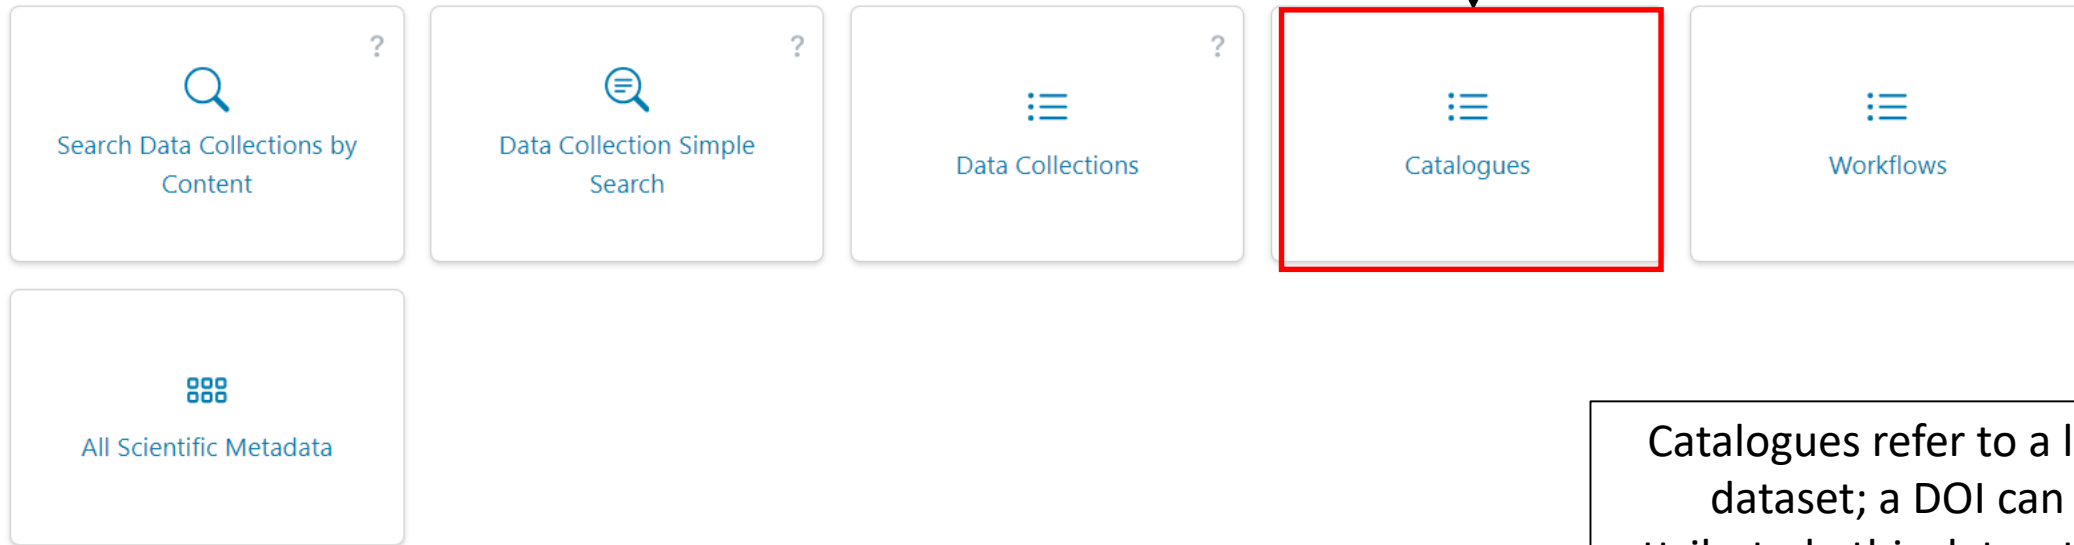 ?
Search Data Collections by
Content
?
Data Collection Simple
Search
?
Data Collections
Catalogues
Workflows
All Scientific Metadata
Catalogues refer to a
dataset; a DOI can